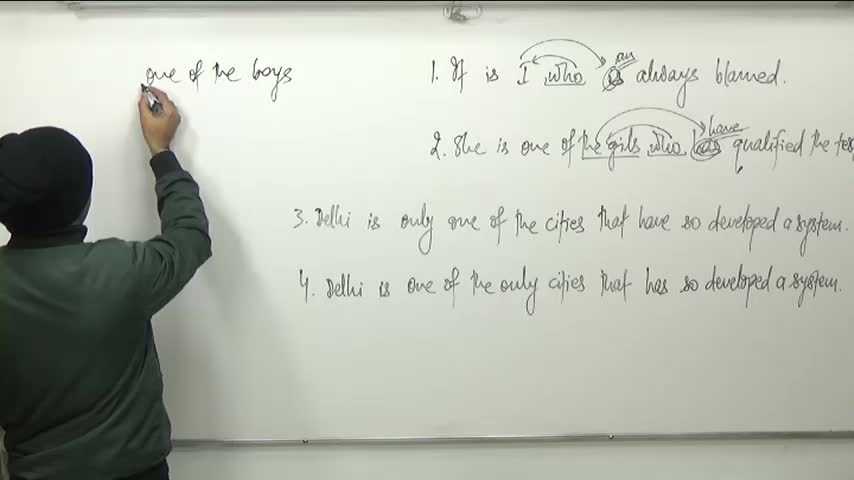 one of the boys
1. It is I who is am always blamed.
2. She is one of the girls who has have qualified the tes
3. Delhi is only one of the cities that have so developed a system.
4. Delhi is one of the only cities that has so developed a system.